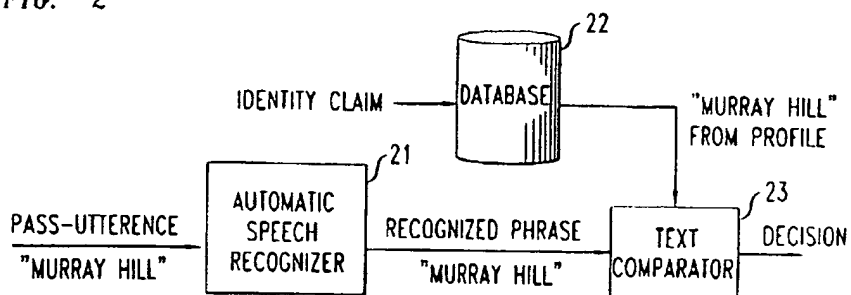 FIG. 2
22
IDENTITY CLAIM
DATABASE
"MURRAY HILL"
FROM PROFILE
21
AUTOMATIC
SPEECH
RECOGNIZER
PASS-UTTERENCE
"MURRAY HILL"
RECOGNIZED PHRASE
"MURRAY HILL"
23
TEXT
COMPARATOR
DECISION